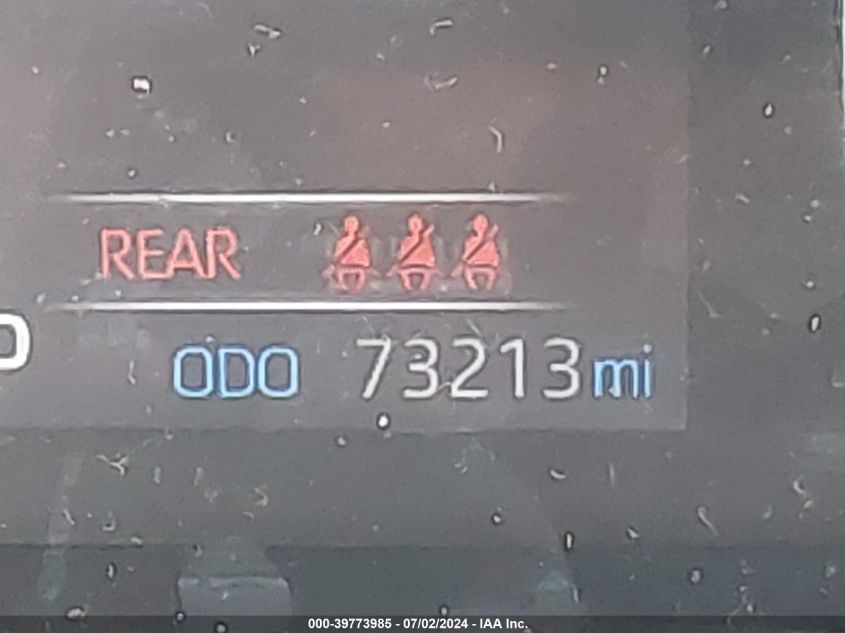 REAR
ODO 73213 mi
000-39773985 - 07/02/2024 - IAA Inc.